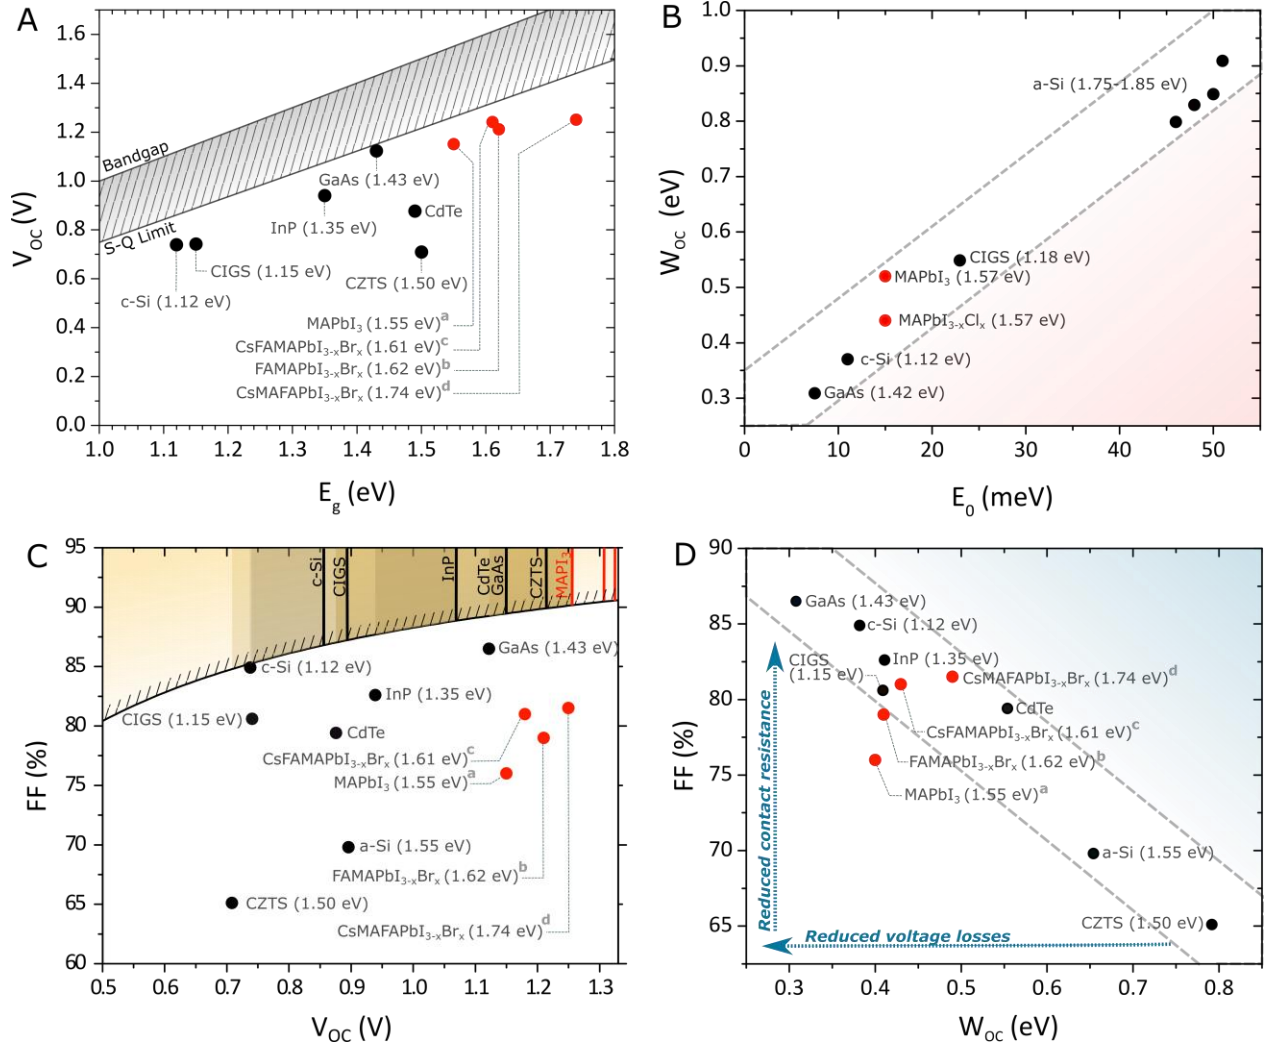 A
1.6
1.4
1.2
1.0
0.8
0.6
0.4
0.2
0.0
V_OC (V)
Bandgap
S-Q Limit
GaAs (1.43 eV)
CdTe
InP (1.35 eV)
CIGS (1.15 eV)
CZTS (1.50 eV)
c-Si (1.12 eV)
MAPbI₃ (1.55 eV)ᵃ
CsFAMAPbI₃₋ₓBrₓ (1.61 eV)ᶜ
FAMAPbI₃₋ₓBrₓ (1.62 eV)ᵇ
CsMAFAPbI₃₋ₓBrₓ (1.74 eV)ᵈ
1.0 1.1 1.2 1.3 1.4 1.5 1.6 1.7 1.8
E_g (eV)
B
1.0
0.9
0.8
0.7
0.6
0.5
0.4
0.3
W_OC (eV)
a-Si (1.75-1.85 eV)
CIGS (1.18 eV)
MAPbI₃ (1.57 eV)
MAPbI₃₋ₓClₓ (1.57 eV)
c-Si (1.12 eV)
GaAs (1.42 eV)
0 10 20 30 40 50
E₀ (meV)
C
95
90
85
80
75
70
65
60
FF (%)
c-Si
CIGS
InP
CdTe
GaAs
CZTS
MAPI₃
GaAs (1.43 eV)
c-Si (1.12 eV)
InP (1.35 eV)
CIGS (1.15 eV)
CdTe
CsFAMAPbI₃₋ₓBrₓ (1.61 eV)ᶜ
MAPbI₃ (1.55 eV)ᵃ
a-Si (1.55 eV)
FAMAPbI₃₋ₓBrₓ (1.62 eV)ᵇ
CZTS (1.50 eV)
CsMAFAPbI₃₋ₓBrₓ (1.74 eV)ᵈ
0.5 0.6 0.7 0.8 0.9 1.0 1.1 1.2 1.3
V_OC (V)
D
90
85
80
75
70
65
FF (%)
GaAs (1.43 eV)
c-Si (1.12 eV)
InP (1.35 eV)
CIGS
(1.15 eV)
CsMAFAPbI₃₋ₓBrₓ (1.74 eV)ᵈ
CdTe
CsFAMAPbI₃₋ₓBrₓ (1.61 eV)ᶜ
FAMAPbI₃₋ₓBrₓ (1.62 eV)ᵇ
MAPbI₃ (1.55 eV)ᵃ
a-Si (1.55 eV)
CZTS (1.50 eV)
Reduced contact resistance
Reduced voltage losses
0.3 0.4 0.5 0.6 0.7 0.8
W_OC (eV)